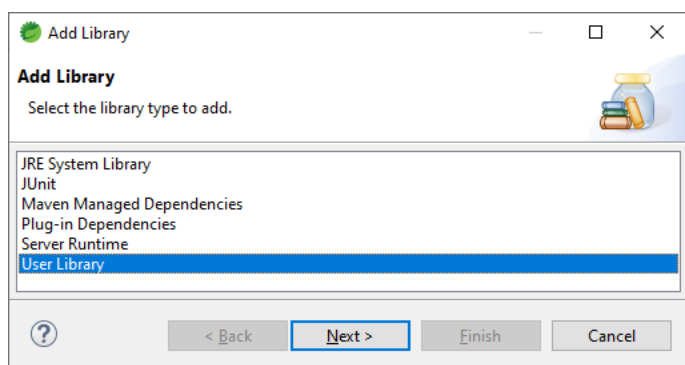 Add Library
Add Library
Select the library type to add.
JRE System Library
JUnit
Maven Managed Dependencies
Plug-in Dependencies
Server Runtime
User Library
?
< Back
Next >
Finish
Cancel